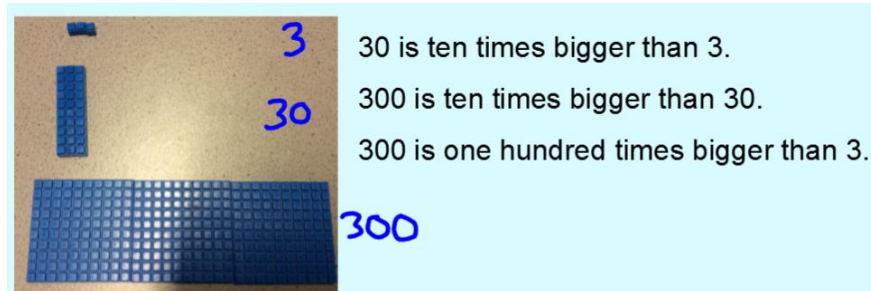 3
30 is ten times bigger than 3.
30
300 is ten times bigger than 30.
300 is one hundred times bigger than 3.
300